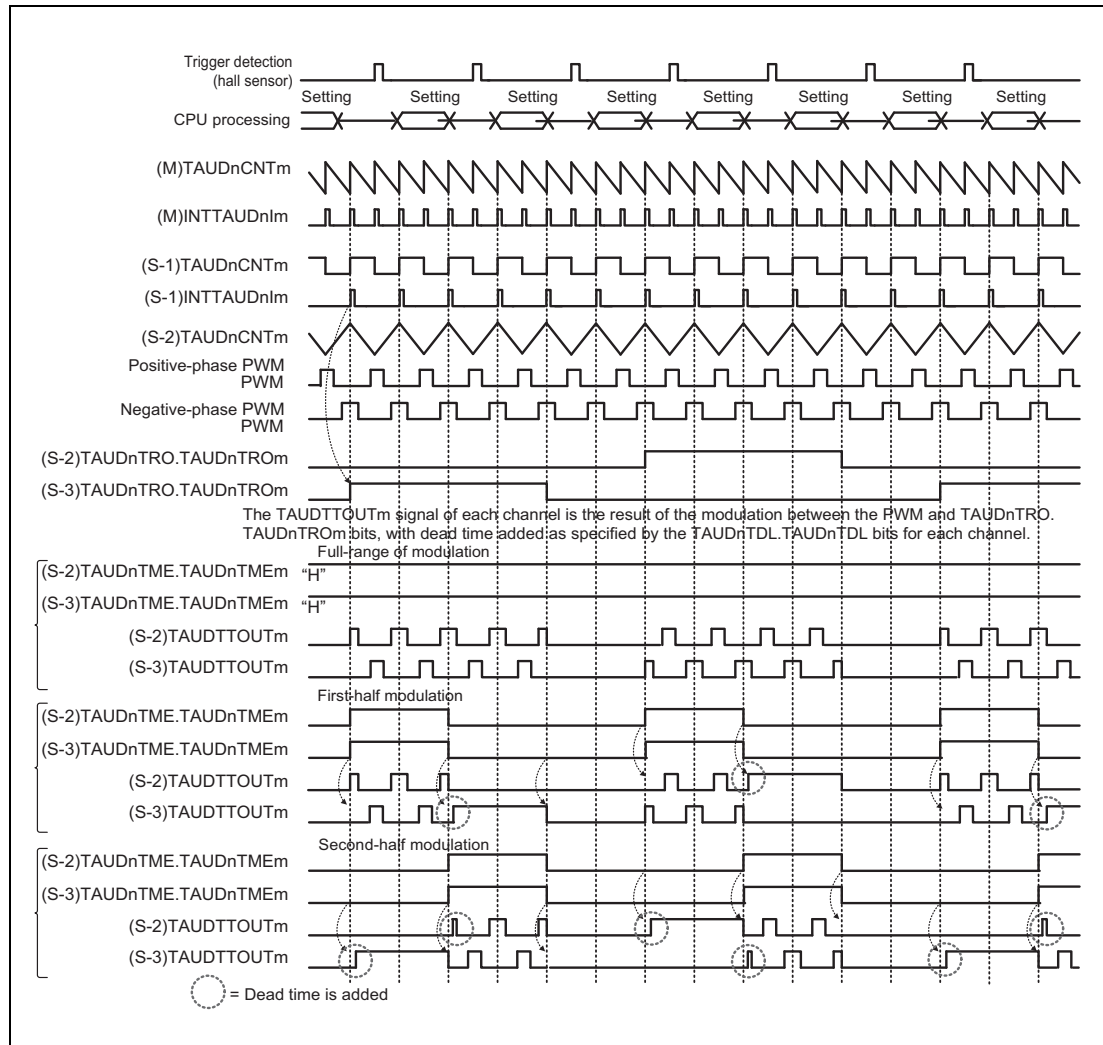 Trigger detection
(hall sensor)
Setting Setting Setting Setting Setting Setting Setting Setting
CPU processing
(M)TAUDnCNTm
(M)INTTAUDnIm
(S-1)TAUDnCNTm
(S-1)INTTAUDnIm
(S-2)TAUDnCNTm
Positive-phase PWM
PWM
Negative-phase PWM
PWM
(S-2)TAUDnTRO.TAUDnTROm
(S-3)TAUDnTRO.TAUDnTROm
The TAUDTTOUTm signal of each channel is the result of the modulation between the PWM and TAUDnTRO.
TAUDnTROm bits, with dead time added as specified by the TAUDnTDL.TAUDnTDL bits for each channel.
Full-range of modulation
(S-2)TAUDnTME.TAUDnTMEm “H”
(S-3)TAUDnTME.TAUDnTMEm “H”
(S-2)TAUDTTOUTm
(S-3)TAUDTTOUTm
First-half modulation
(S-2)TAUDnTME.TAUDnTMEm
(S-3)TAUDnTME.TAUDnTMEm
(S-2)TAUDTTOUTm
(S-3)TAUDTTOUTm
Second-half modulation
(S-2)TAUDnTME.TAUDnTMEm
(S-3)TAUDnTME.TAUDnTMEm
(S-2)TAUDTTOUTm
(S-3)TAUDTTOUTm
= Dead time is added